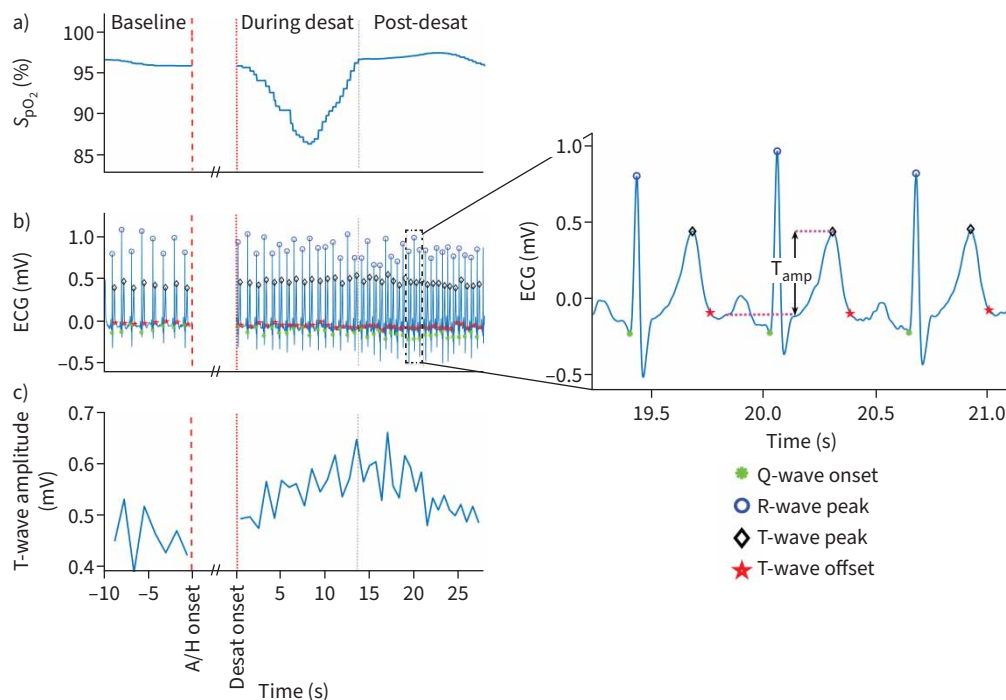 a)
Baseline
During desat
Post-desat
100
95
90
85
SpO2 (%)
//
//
b)
1.0
0.5
0.0
−0.5
ECG (mV)
//
//
c)
0.7
0.6
0.5
0.4
T-wave amplitude
(mV)
//
−10
−5
A/H onset
Desat onset
5
10
15
20
25
Time (s)
1.0
0.5
0.0
−0.5
ECG (mV)
Tamp
19.5
20.0
20.5
21.0
Time (s)
Q-wave onset
R-wave peak
T-wave peak
T-wave offset